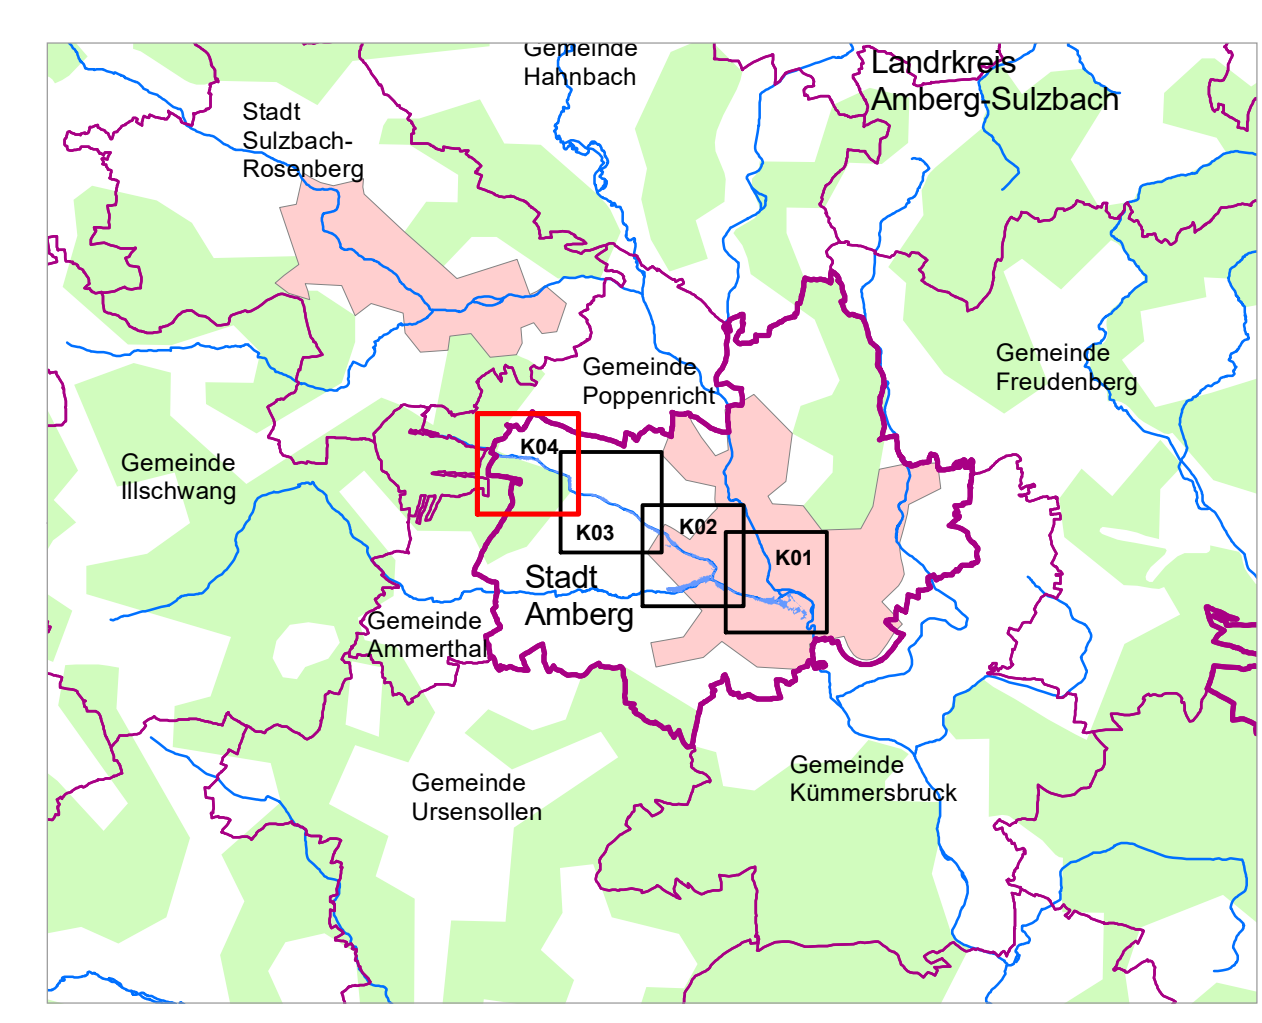 Gemeinde
Hahnbach
Landrkreis
Amberg-Sulzbach
Stadt
Sulzbach-
Rosenberg
Gemeinde
Poppenricht
Gemeinde
Freudenberg
Gemeinde
Illschwang
K04
K03
K02
K01
Stadt
Amberg
Gemeinde
Ammerthal
Gemeinde
Ursensollen
Gemeinde
Kümmersbruck